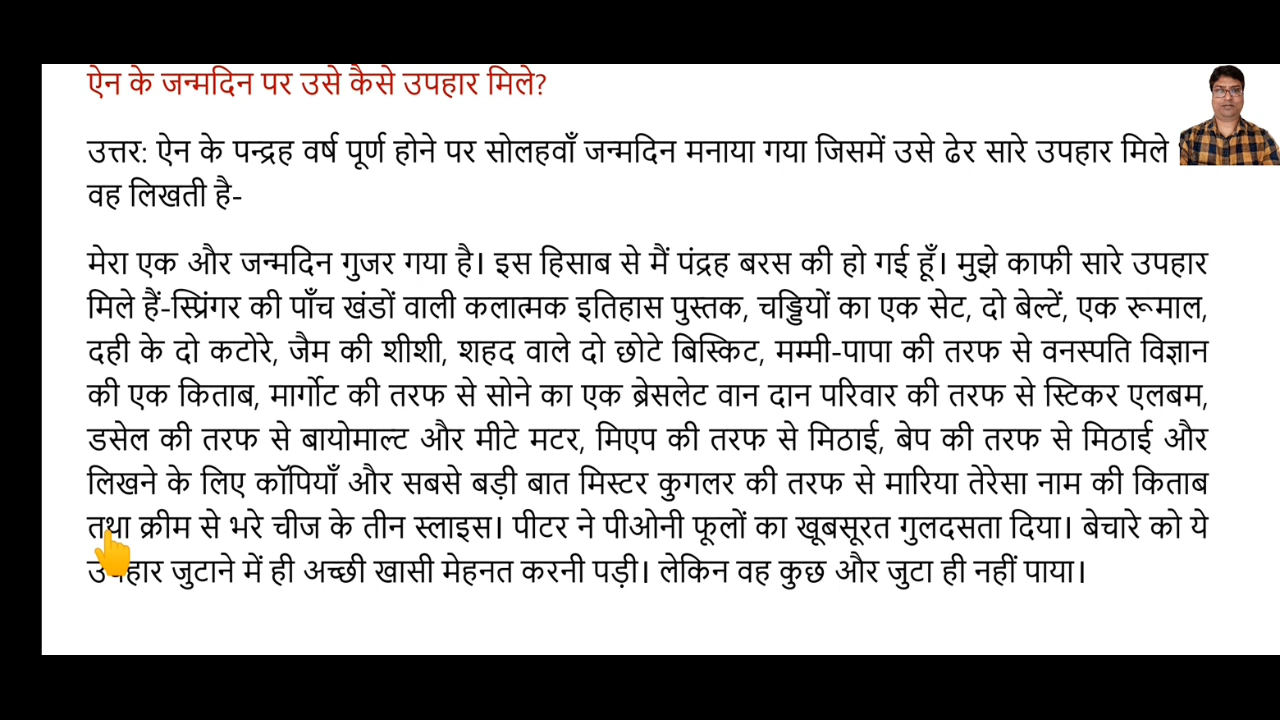 ऐन के जन्मदिन पर उसे कैसे उपहार मिले?
उत्तर: ऐन के पन्द्रह वर्ष पूर्ण होने पर सोलहवाँ जन्मदिन मनाया गया जिसमें उसे ढेर सारे उपहार मिले
वह लिखती है-
मेरा एक और जन्मदिन गुजर गया है। इस हिसाब से मैं पंद्रह बरस की हो गई हूँ। मुझे काफी सारे उपहार
मिले हैं-स्प्रिंगर की पाँच खंडों वाली कलात्मक इतिहास पुस्तक, चड्डियों का एक सेट, दो बेल्टें, एक रूमाल,
दही के दो कटोरे, जैम की शीशी, शहद वाले दो छोटे बिस्किट, मम्मी-पापा की तरफ से वनस्पति विज्ञान
की एक किताब, मार्गोट की तरफ से सोने का एक ब्रेसलेट वान दान परिवार की तरफ से स्टिकर एलबम,
डसेल की तरफ से बायोमाल्ट और मीटे मटर, मिएप की तरफ से मिठाई, बेप की तरफ से मिठाई और
लिखने के लिए कॉपियाँ और सबसे बड़ी बात मिस्टर कुगलर की तरफ से मारिया तेरेसा नाम की किताब
तथा क्रीम से भरे चीज के तीन स्लाइस। पीटर ने पीओनी फूलों का खूबसूरत गुलदसता दिया। बेचारे को ये
उपहार जुटाने में ही अच्छी खासी मेहनत करनी पड़ी। लेकिन वह कुछ और जुटा ही नहीं पाया।